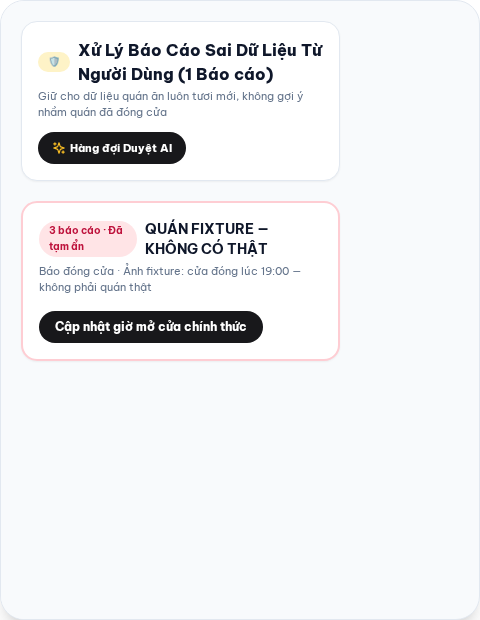 Xử Lý Báo Cáo Sai Dữ Liệu Từ
Người Dùng (1 Báo cáo)
Giữ cho dữ liệu quán ăn luôn tươi mới, không gợi ý
nhầm quán đã đóng cửa
Hàng đợi Duyệt AI
3 báo cáo · Đã
tạm ẩn
QUÁN FIXTURE —
KHÔNG CÓ THẬT
Báo đóng cửa · Ảnh fixture: cửa đóng lúc 19:00 —
không phải quán thật
Cập nhật giờ mở cửa chính thức